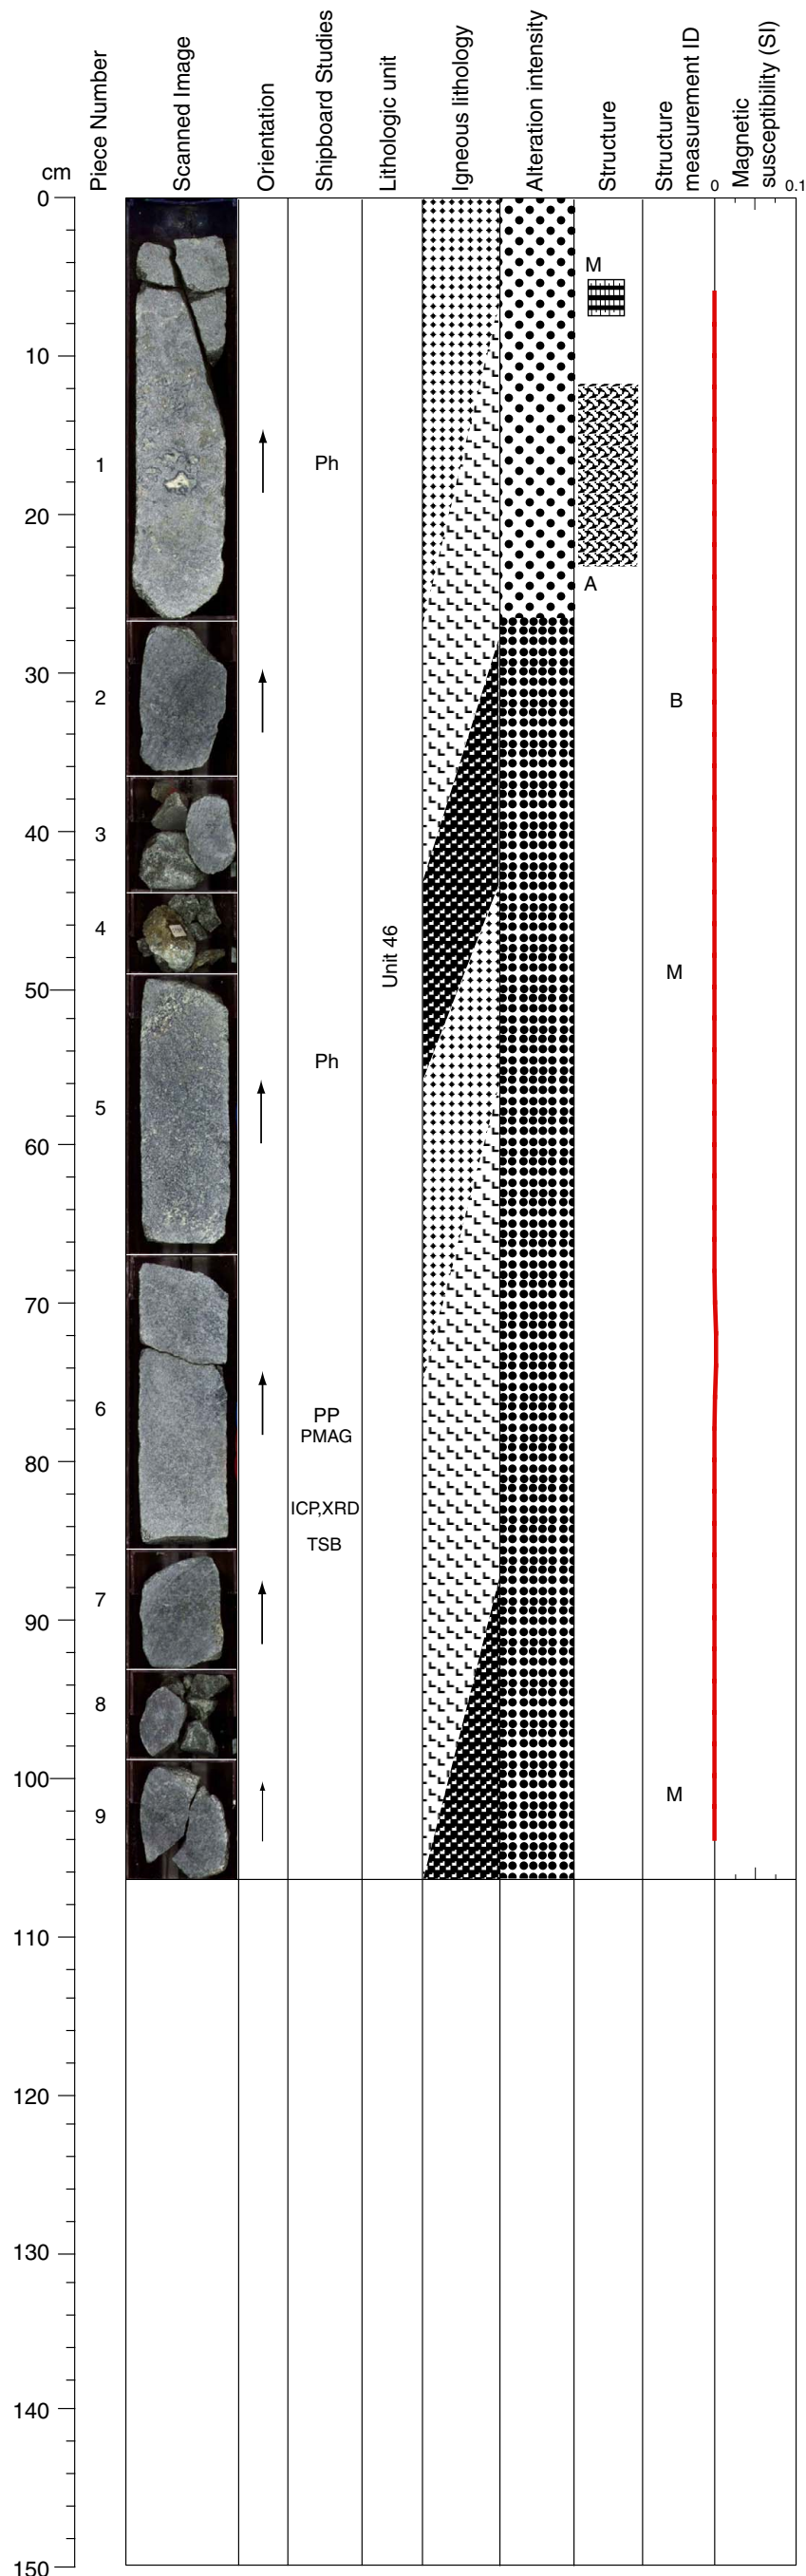 cm
Piece Number
Scanned Image
Orientation
Shipboard Studies
Lithologic unit
Igneous lithology
Alteration intensity
Structure
Structure
measurement ID
Magnetic
susceptibility (SI)
0
0.1
0
M
10
1
Ph
20
A
30
2
B
40
3
4
Unit 46
M
50
Ph
5
60
70
6
PP
PMAG
80
ICP,XRD
TSB
7
90
8
100
M
9
110
120
130
140
150